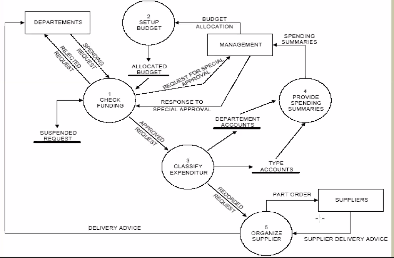 DEPARTEMENTS
2
SETUP
BUDGET
BUDGET
ALLOCATION
MANAGEMENT
SPENDING
SUMMARIES
SPENDING
REQUEST
REJECTED
REQUEST
ALLOCATED
BUDGET
REQUEST FOR SPECIAL
APPROVAL
1
CHECK
FUNDING
RESPONSE TO
SPECIAL APPROVAL
4
PROVIDE
SPENDING
SUMMARIES
SUSPENDED
REQUEST
APPROVED
REQUEST
DEPARTEMENT
ACCOUNTS
3
CLASSIFY
EXPENDITUR
TYPE
ACCOUNTS
RECORDED
REQUEST
PART ORDER
SUPPLIERS
DELIVERY ADVICE
ORGANIZE
SUPPLIER
SUPPLIER DELIVERY ADVICE